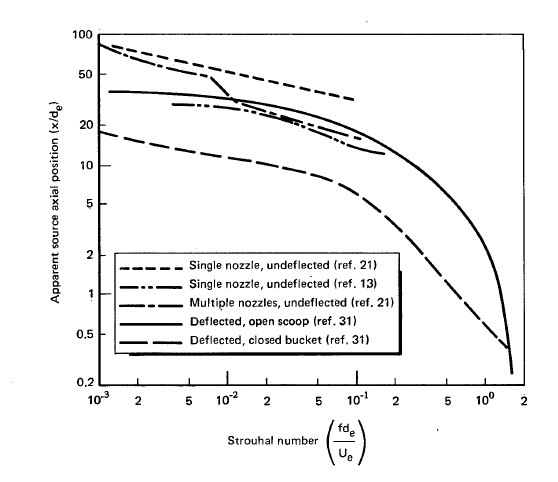 100
50
20
10
5
2
1
0.5
0.2
Apparent source axial position (x/dₑ)
Single nozzle, undeflected (ref. 21)
Single nozzle, undeflected (ref. 13)
Multiple nozzles, undeflected (ref. 21)
Deflected, open scoop (ref. 31)
Deflected, closed bucket (ref. 31)
10⁻³ 2 5 10⁻² 2 5 10⁻¹ 2 5 10⁰ 2
Strouhal number (fdₑ/Uₑ)